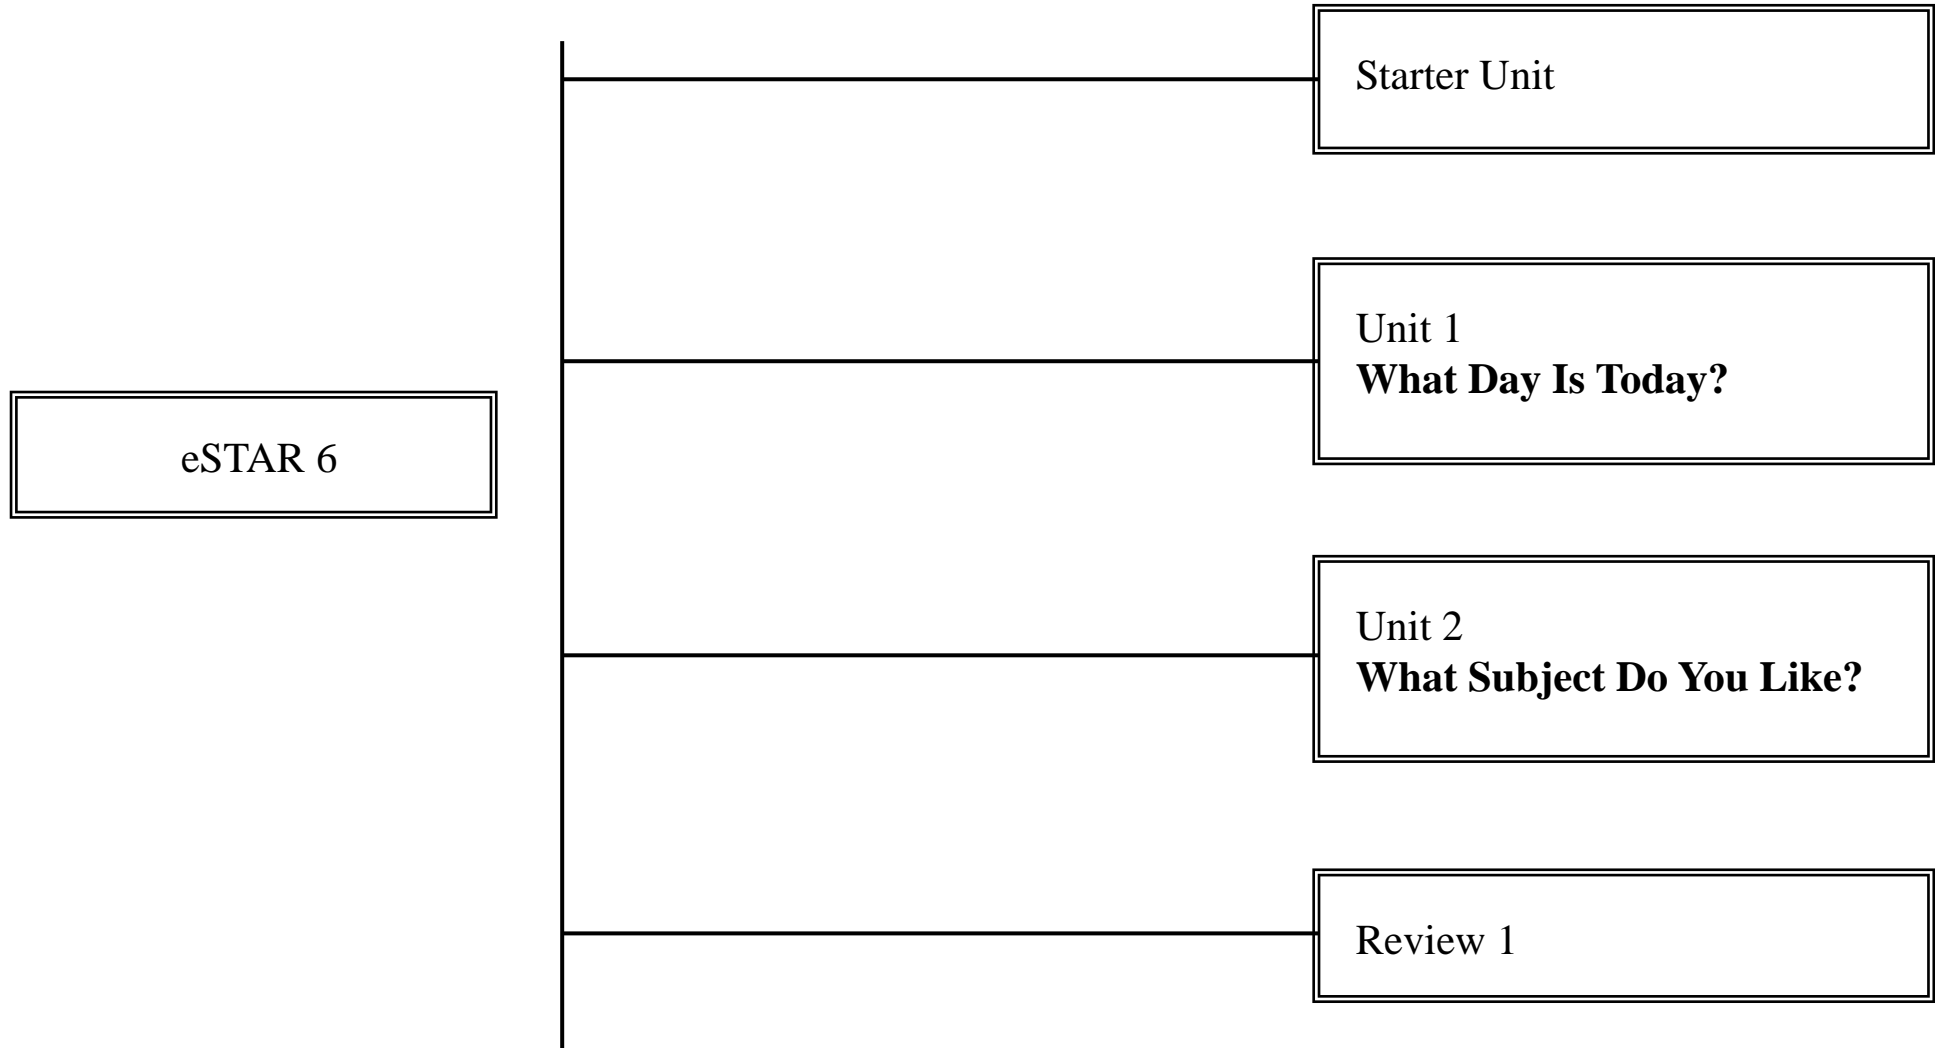 Starter Unit
Unit 1
What Day Is Today?
eSTAR 6
Unit 2
What Subject Do You Like?
Review 1